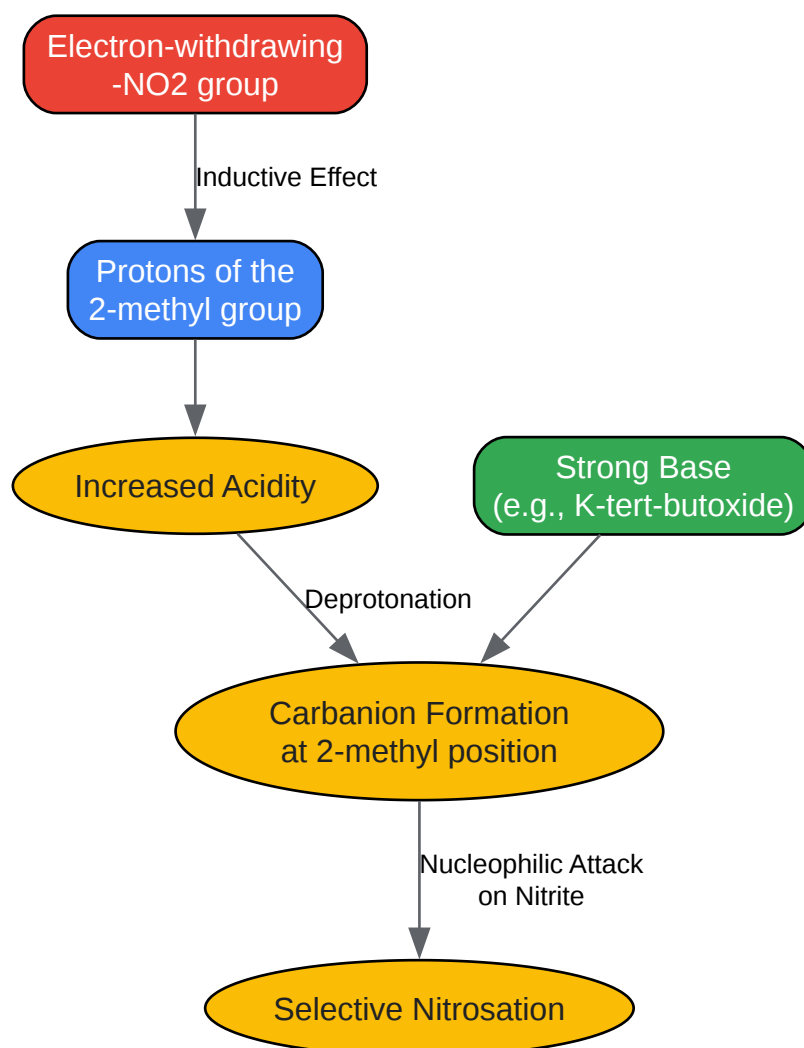 Electron-withdrawing
-NO2 group
Inductive Effect
Protons of the
2-methyl group
Increased Acidity
Strong Base
(e.g., K-tert-butoxide)
Deprotonation
Carbanion Formation
at 2-methyl position
Nucleophilic Attack
on Nitrite
Selective Nitrosation